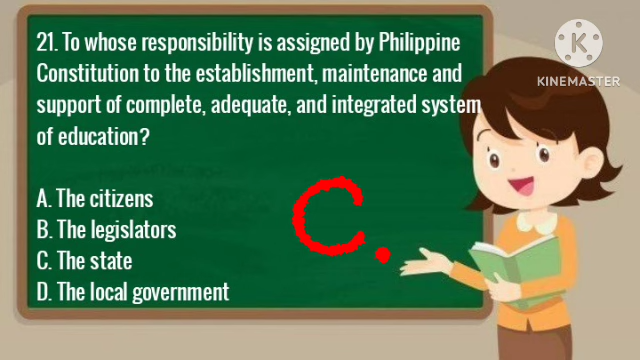 21. To whose responsibility is assigned by Philippine
Constitution to the establishment, maintenance and
support of complete, adequate, and integrated system
of education?
A. The citizens
B. The legislators
C. The state
D. The local government
C.
K
KINEMASTER